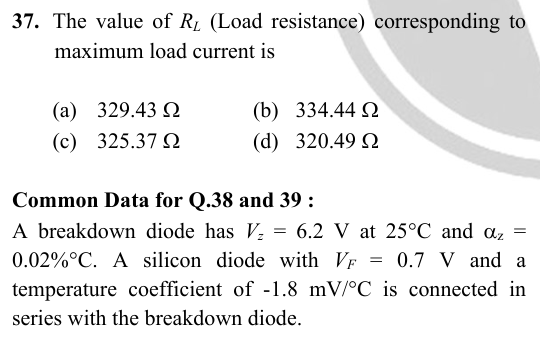 37. The value of R_L (Load resistance) corresponding to
maximum load current is
(a) 329.43 Ω (b) 334.44 Ω
(c) 325.37 Ω (d) 320.49 Ω
Common Data for Q.38 and 39 :
A breakdown diode has V_z = 6.2 V at 25°C and α_z =
0.02%°C. A silicon diode with V_F = 0.7 V and a
temperature coefficient of -1.8 mV/°C is connected in
series with the breakdown diode.